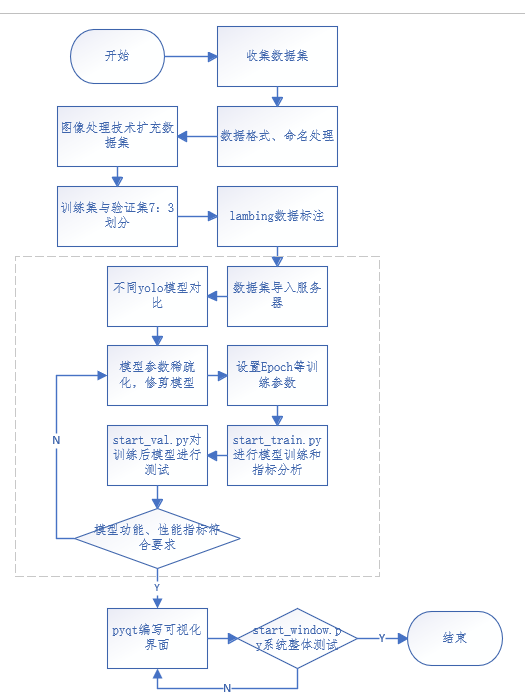 开始
收集数据集
图像处理技术扩充数
据集
数据格式、命名处理
训练集与验证集7：3
划分
lambing数据标注
不同yolo模型对
比
数据集导入服务
器
模型参数稀疏
化，修剪模型
设置Epoch等训
练参数
N
start_val.py对
训练后模型进行
测试
start_train.py
进行模型训练和
指标分析
模型功能、性能指标符
合要求
Y
pyqt编写可视化
界面
start_window.p
y系统整体测试
Y
结束
N